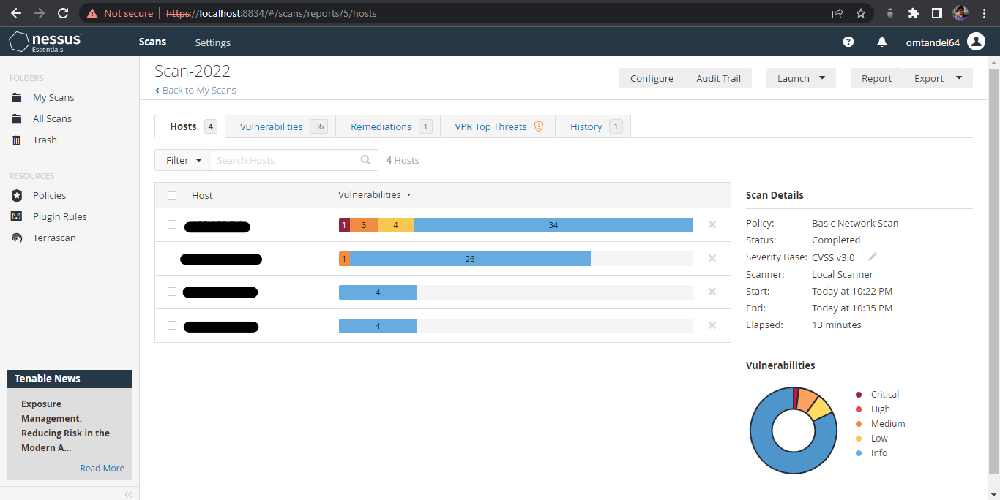 Not secure https://localhost:8834/#/scans/reports/5/hosts
nessus
Essentials
Scans
Settings
omtandel64
FOLDERS
My Scans
All Scans
Trash
RESOURCES
Policies
Plugin Rules
Terrascan
Tenable News
Exposure
Management:
Reducing Risk in the
Modern A...
Read More
Scan-2022
Back to My Scans
Configure
Audit Trail
Launch
Report
Export
Hosts 4
Vulnerabilities 36
Remediations 1
VPR Top Threats
History 1
Filter
Search Hosts
4 Hosts
Host
Vulnerabilities
1 3 4 34
1 26
4
4
Scan Details
Policy: Basic Network Scan
Status: Completed
Severity Base: CVSS v3.0
Scanner: Local Scanner
Start: Today at 10:22 PM
End: Today at 10:35 PM
Elapsed: 13 minutes
Vulnerabilities
Critical
High
Medium
Low
Info